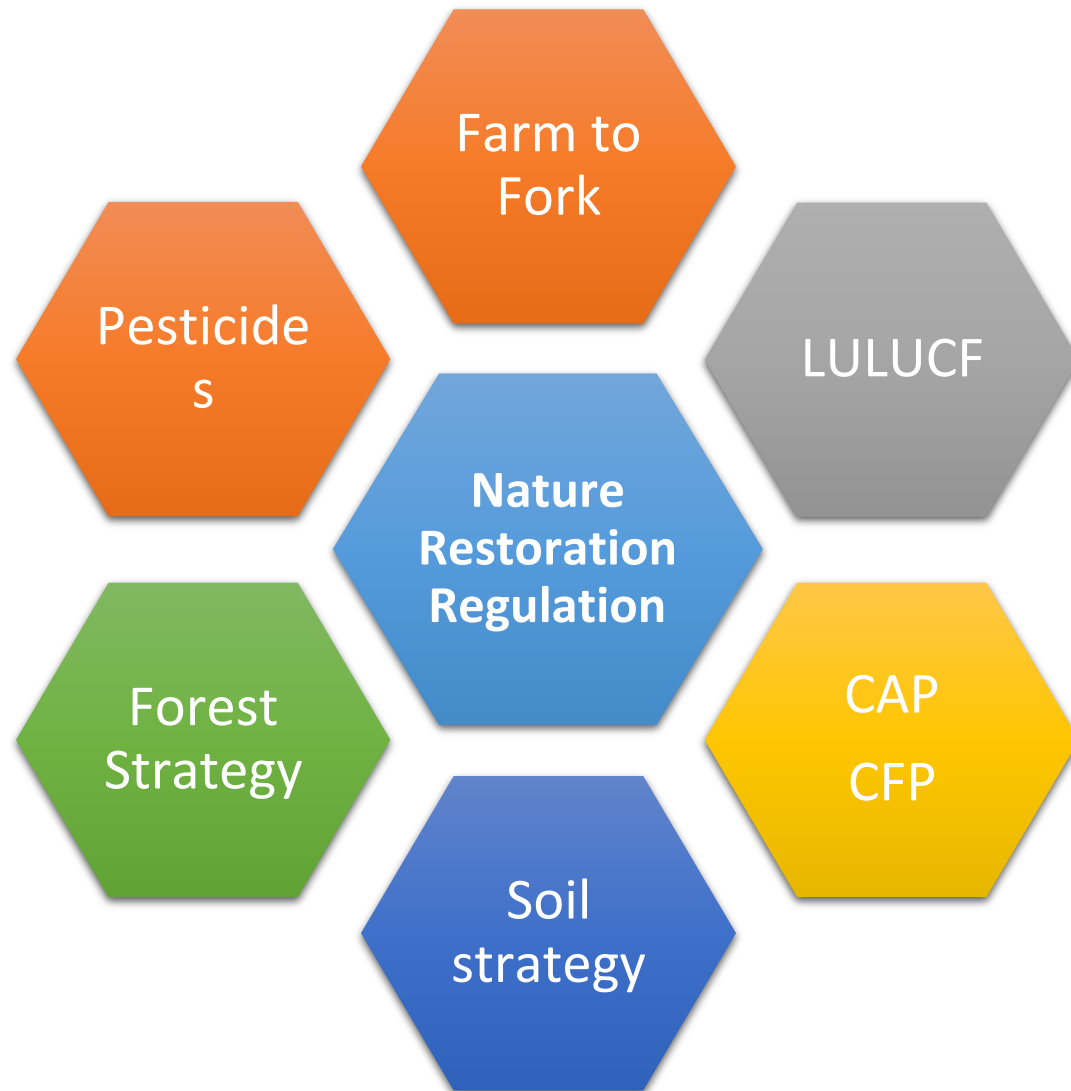 Farm to
Fork
Pesticide
s
LULUCF
Nature
Restoration
Regulation
Forest
Strategy
CAP
CFP
Soil
strategy